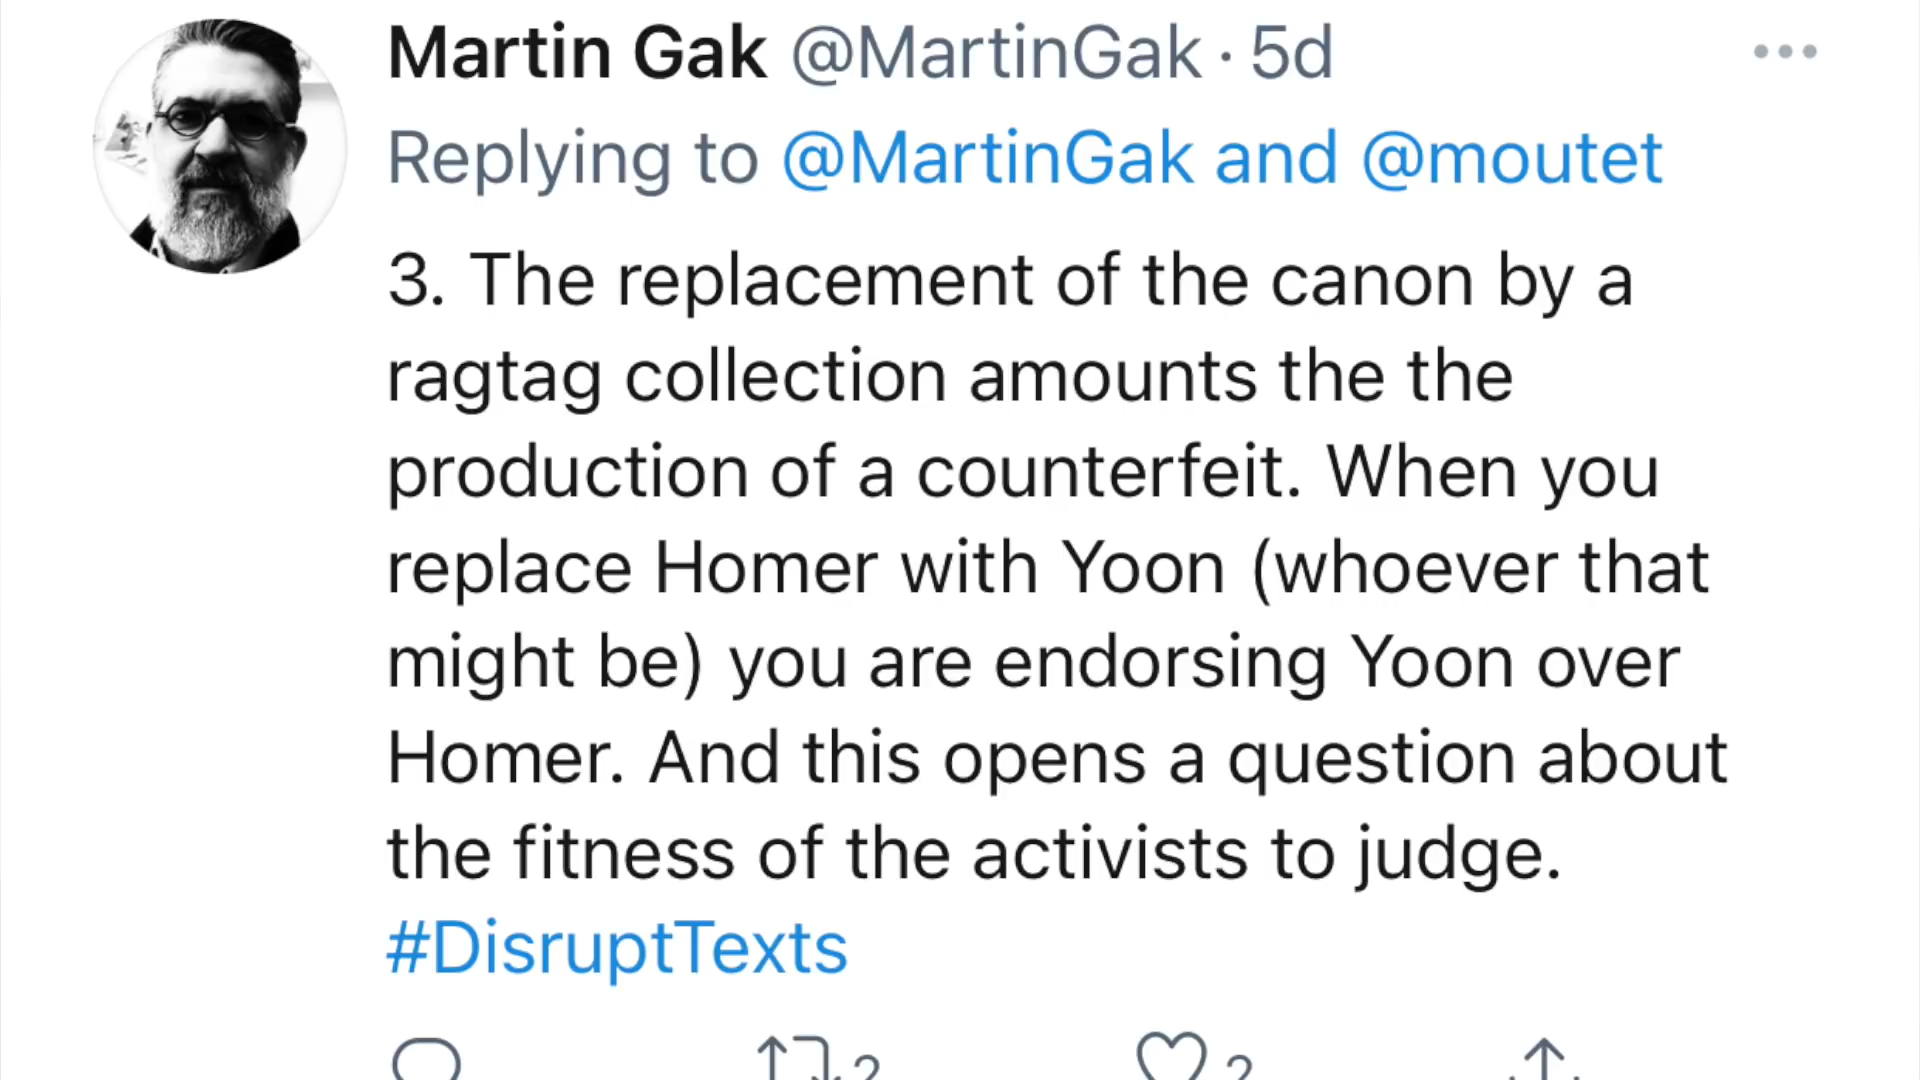 Martin Gak @MartinGak · 5d
Replying to @MartinGak and @moutet
3. The replacement of the canon by a
ragtag collection amounts the the
production of a counterfeit. When you
replace Homer with Yoon (whoever that
might be) you are endorsing Yoon over
Homer. And this opens a question about
the fitness of the activists to judge.
#DisruptTexts
2 2